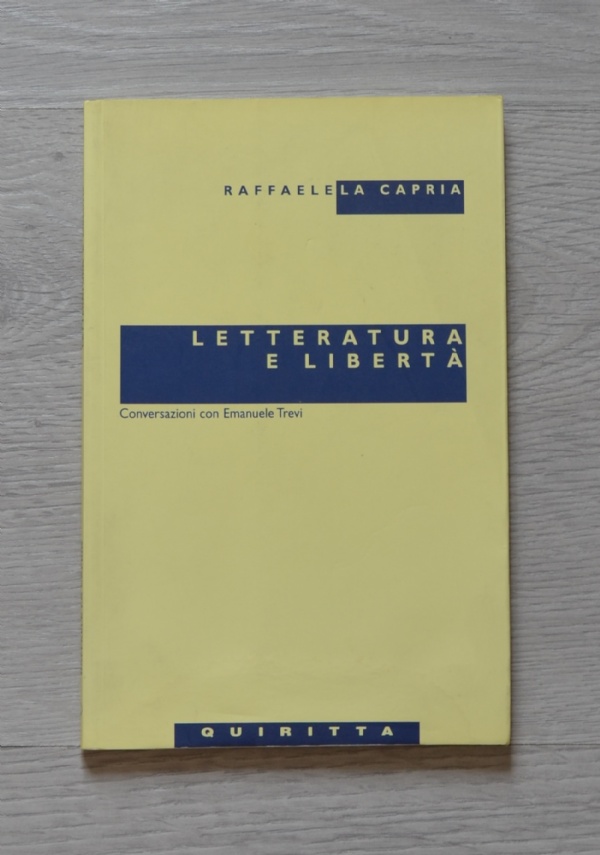 RAFFAELE LA CAPRIA
LETTERATURA
E LIBERTÀ
Conversazioni con Emanuele Trevi
QUIRITTA